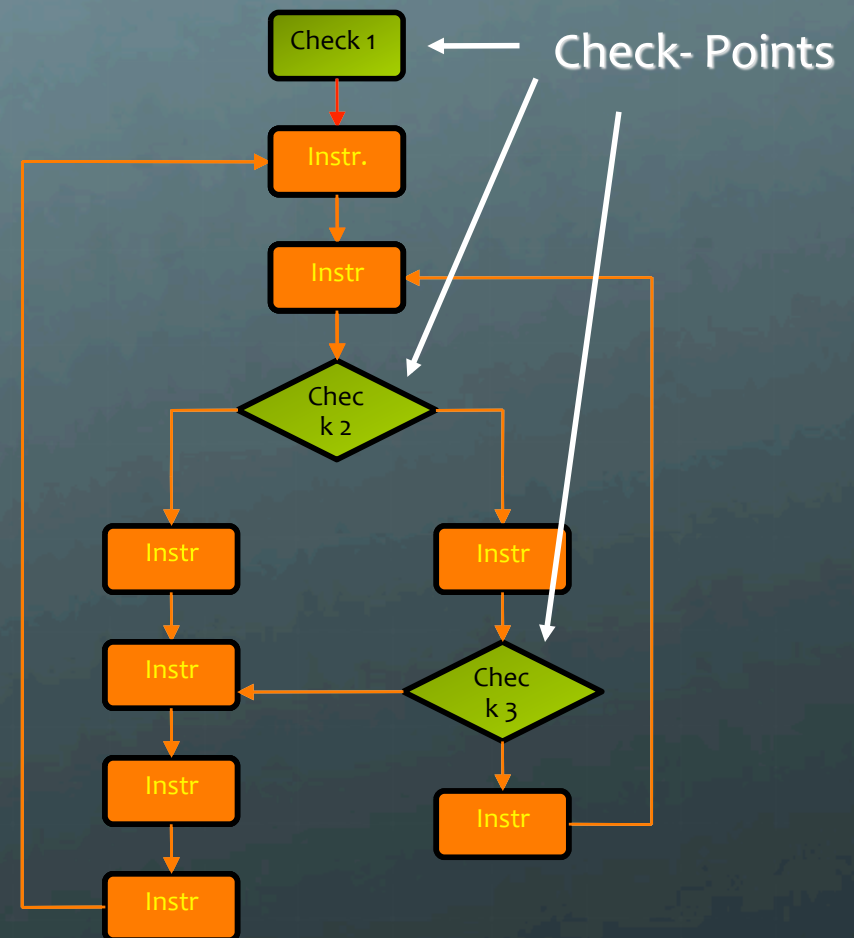 Check 1
Check- Points
Instr.
Instr
Chec
k 2
Instr
Instr
Instr
Chec
k 3
Instr
Instr
Instr